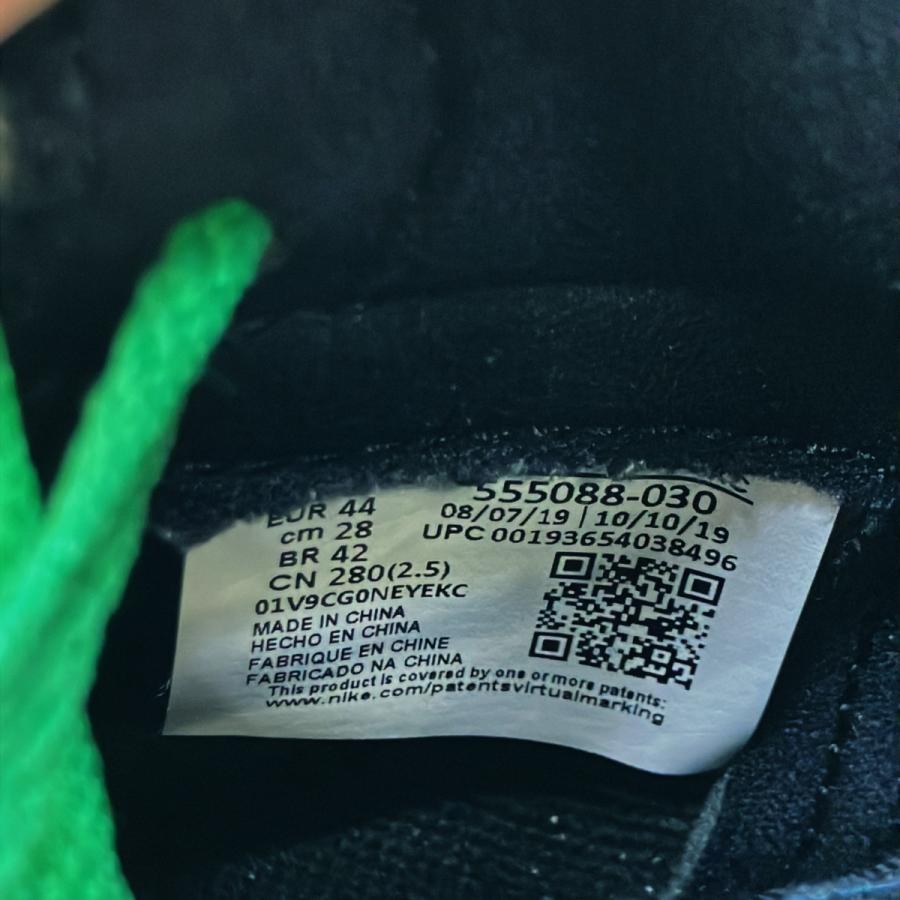 EUR 44
cm 28
BR 42
CN 280(2.5)
01V9CG0NEYEKC
MADE IN CHINA
HECHO EN CHINA
FABRIQUE EN CHINE
FABRICADO NA CHINA
This product is covered by one or more patents:
www.nike.com/patentsvirtualmarking
555088-030
08/07/19 | 10/10/19
UPC 00193654038496